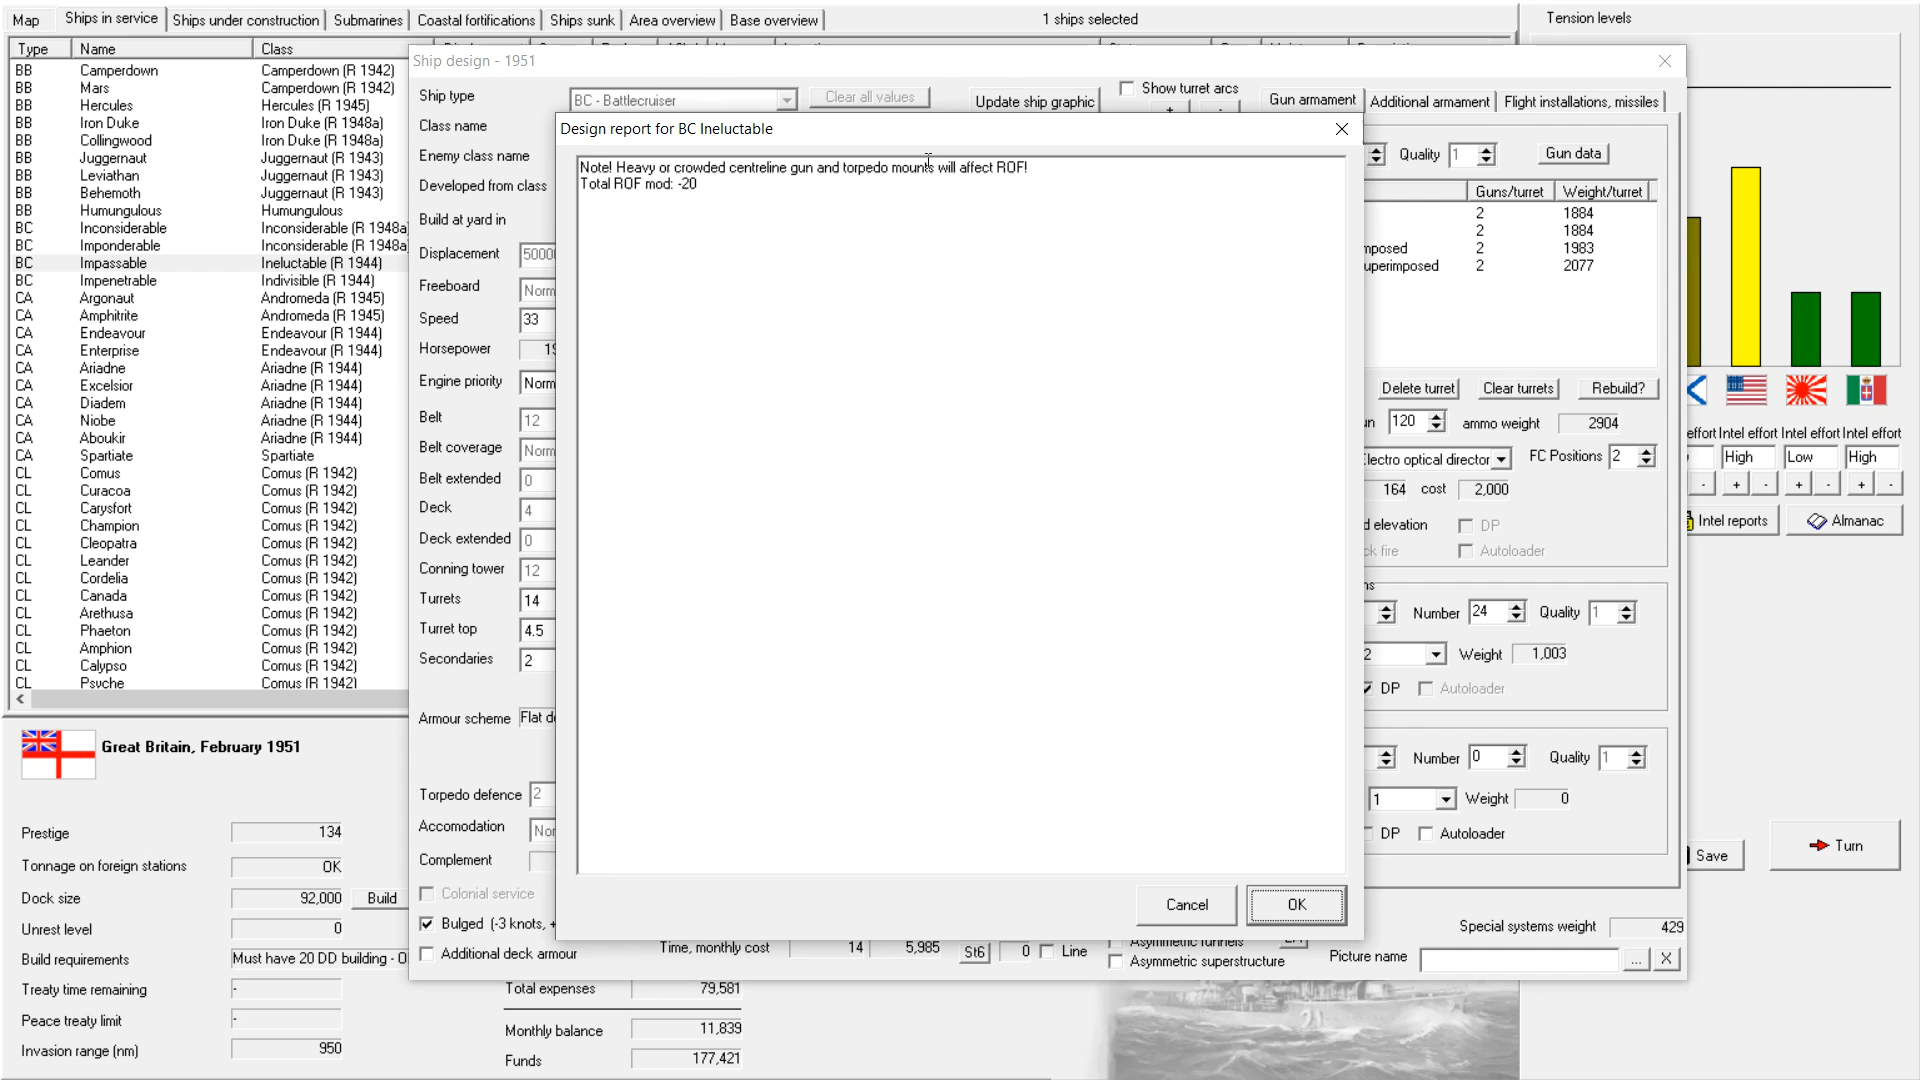 Map
Ships in service
Ships under construction
Submarines
Coastal fortifications
Ships sunk
Area overview
Base overview
1 ships selected
Tension levels
Type Name Class
BB Camperdown Camperdown (R 1942)
BB Mars Camperdown (R 1942)
BB Hercules Hercules (R 1945)
BB Iron Duke Iron Duke (R 1948a)
BB Collingwood Iron Duke (R 1948a)
BB Juggernaut Juggernaut (R 1943)
BB Leviathan Juggernaut (R 1943)
BB Behemoth Juggernaut (R 1943)
BB Humungulous Humungulous
BC Inconsiderable Inconsiderable (R 1948a
BC Imponderable Inconsiderable (R 1948a
BC Impassable Ineluctable (R 1944)
BC Impenetrable Indivisible (R 1944)
CA Argonaut Andromeda (R 1945)
CA Amphitrite Andromeda (R 1945)
CA Endeavour Endeavour (R 1944)
CA Enterprise Endeavour (R 1944)
CA Ariadne Ariadne (R 1944)
CA Excelsior Ariadne (R 1944)
CA Diadem Ariadne (R 1944)
CA Niobe Ariadne (R 1944)
CA Aboukir Ariadne (R 1944)
CA Spartiate Spartiate
CL Comus Comus (R 1942)
CL Curacoa Comus (R 1942)
CL Carysfort Comus (R 1942)
CL Champion Comus (R 1942)
CL Cleopatra Comus (R 1942)
CL Leander Comus (R 1942)
CL Cordelia Comus (R 1942)
CL Canada Comus (R 1942)
CL Arethusa Comus (R 1942)
CL Phaeton Comus (R 1942)
CL Amphion Comus (R 1942)
CL Calypso Comus (R 1942)
CL Psyche Comus (R 1942)
Ship design - 1951
Ship type BC - Battlecruiser
Clear all values
Update ship graphic
Show turret arcs
+ -
Gun armament
Additional armament
Flight installations, missiles
Class name
Enemy class name
Developed from class
Build at yard in
Displacement 5000
Freeboard Norm
Speed 33
Horsepower 19
Engine priority Norm
Belt 12
Belt coverage Norm
Belt extended 0
Deck 4
Deck extended 0
Conning tower 12
Turrets 14
Turret top 4.5
Secondaries 2
Armour scheme Flat de
Torpedo defence 2
Accomodation Nor
Complement
Colonial service
Bulged (-3 knots, +
Additional deck armour
Design report for BC Ineluctable
Note! Heavy or crowded centreline gun and torpedo mounts will affect ROF!
Total ROF mod: -20
Cancel
OK
Quality 1
Gun data
Guns/turret Weight/turret
2 1884
2 1884
mposed 2 1983
uperimposed 2 2077
Delete turret
Clear turrets
Rebuild?
un 120 ammo weight 2904
Electro optical director
FC Positions 2
164 cost 2,000
d elevation
DP
ck fire
Autoloader
ns
Number 24 Quality 1
2 Weight 1,003
DP Autoloader
Number 0 Quality 1
1 Weight 0
DP Autoloader
Time, monthly cost 14 5,985
St6 0 Line
Asymmetric funnels
Asymmetric superstructure
Special systems weight 429
Picture name
... X
effort Intel effort Intel effort Intel effort
High Low High
- + - + - + -
Intel reports
Almanac
Save
Turn
Great Britain, February 1951
Prestige 134
Tonnage on foreign stations OK
Dock size 92,000 Build
Unrest level 0
Build requirements Must have 20 DD building - O
Treaty time remaining -
Peace treaty limit -
Invasion range (nm) 950
Total expenses 79,581
Monthly balance 11,839
Funds 177,421